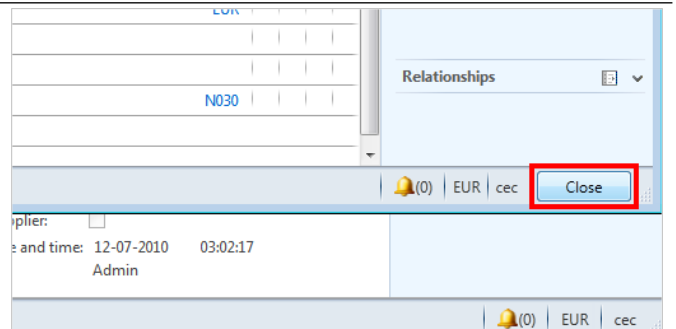 EUR
Relationships
N030
(0) EUR cec Close
pplier:
e and time: 12-07-2010 03:02:17
Admin
(0) EUR cec